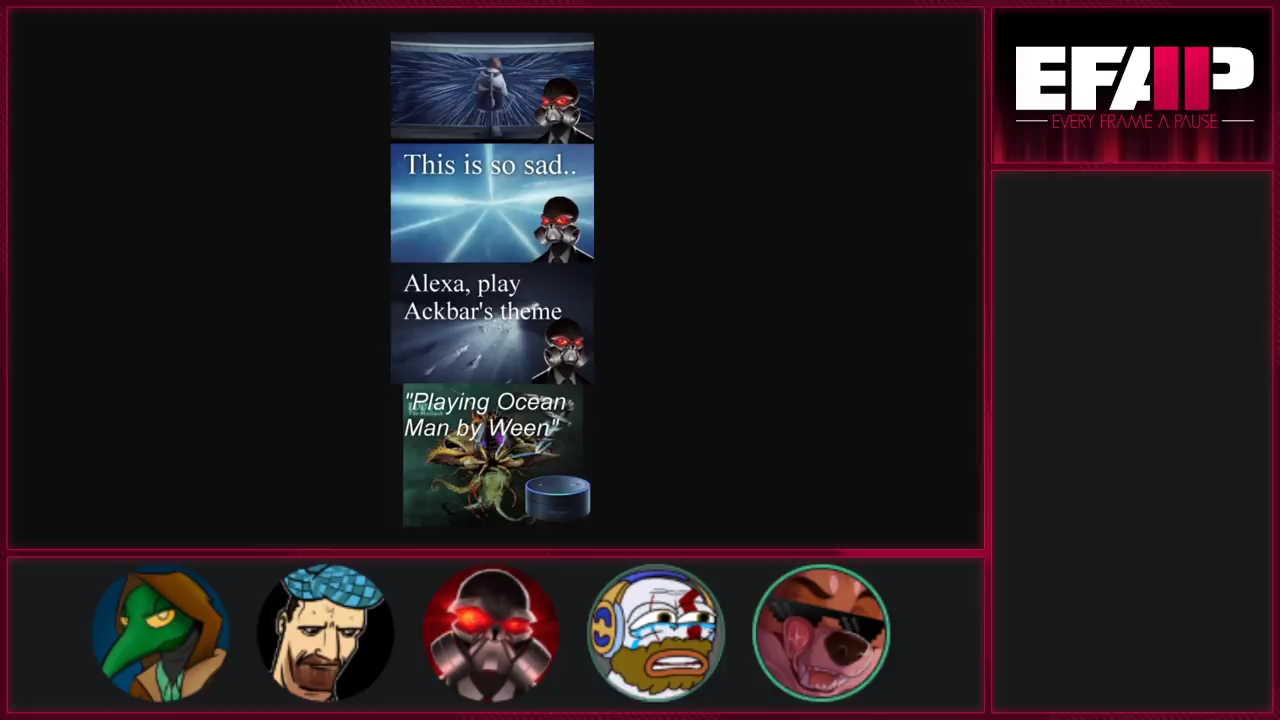 This is so sad..
Alexa, play
Ackbar's theme
"Playing Ocean
Man by Ween"
EFAP
EVERY FRAME A PAUSE